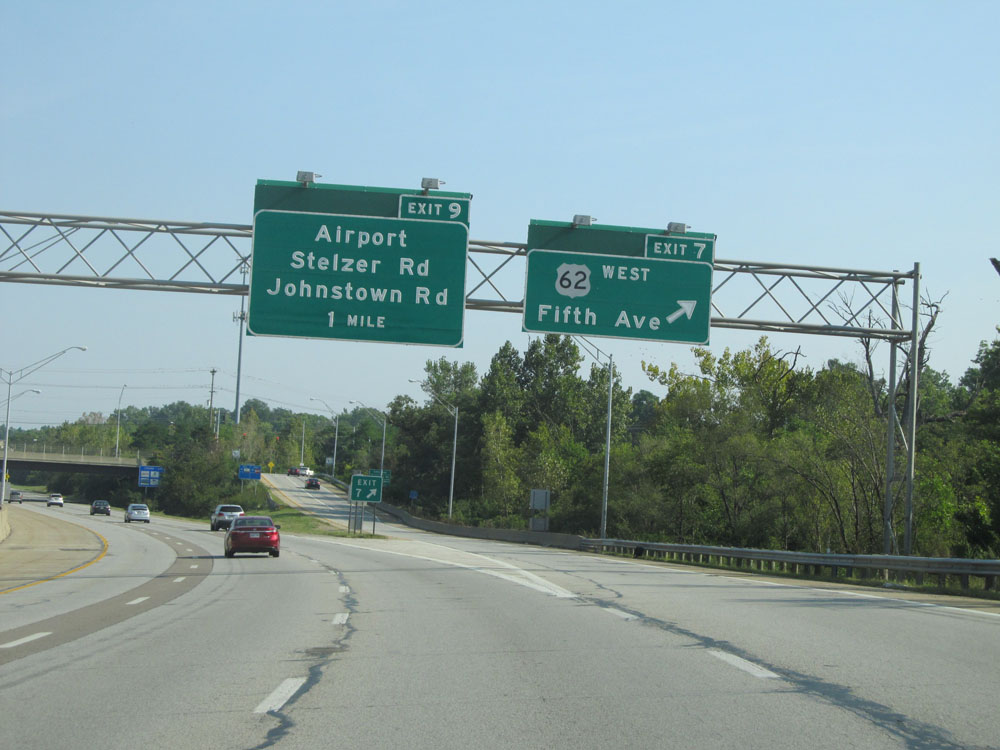 EXIT 9
Airport
Stelzer Rd
Johnstown Rd
1 MILE
EXIT 7
62 WEST
Fifth Ave
EXIT
7